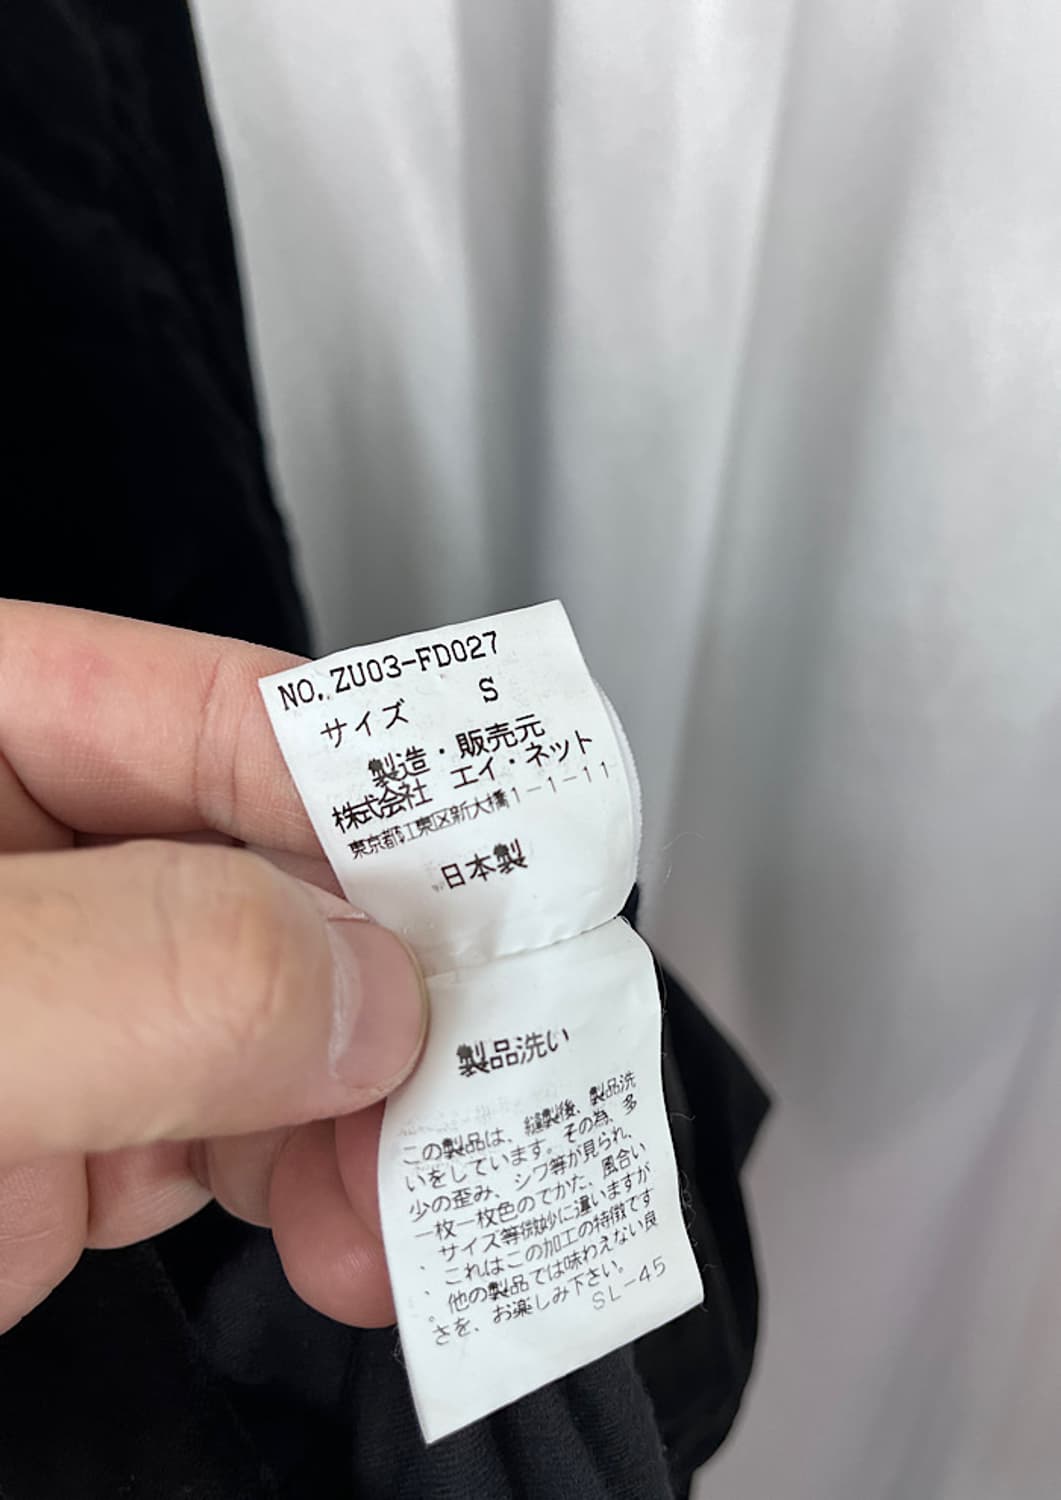 NO. ZU03-FD027
サイズ S
製造・販売元
株式会社 エイ・ネット
東京都江東区新大橋1-1-11
日本製
製品洗い
この製品は、縫製後、製品洗
いをしています。その為、多
少の歪み、シワ等が見られ、
一枚一枚色のでかた、風合い
、サイズ等微妙に違いますが
、これはこの加工の特徴です
。他の製品では味わえない良
さを、お楽しみ下さい。
SL-45